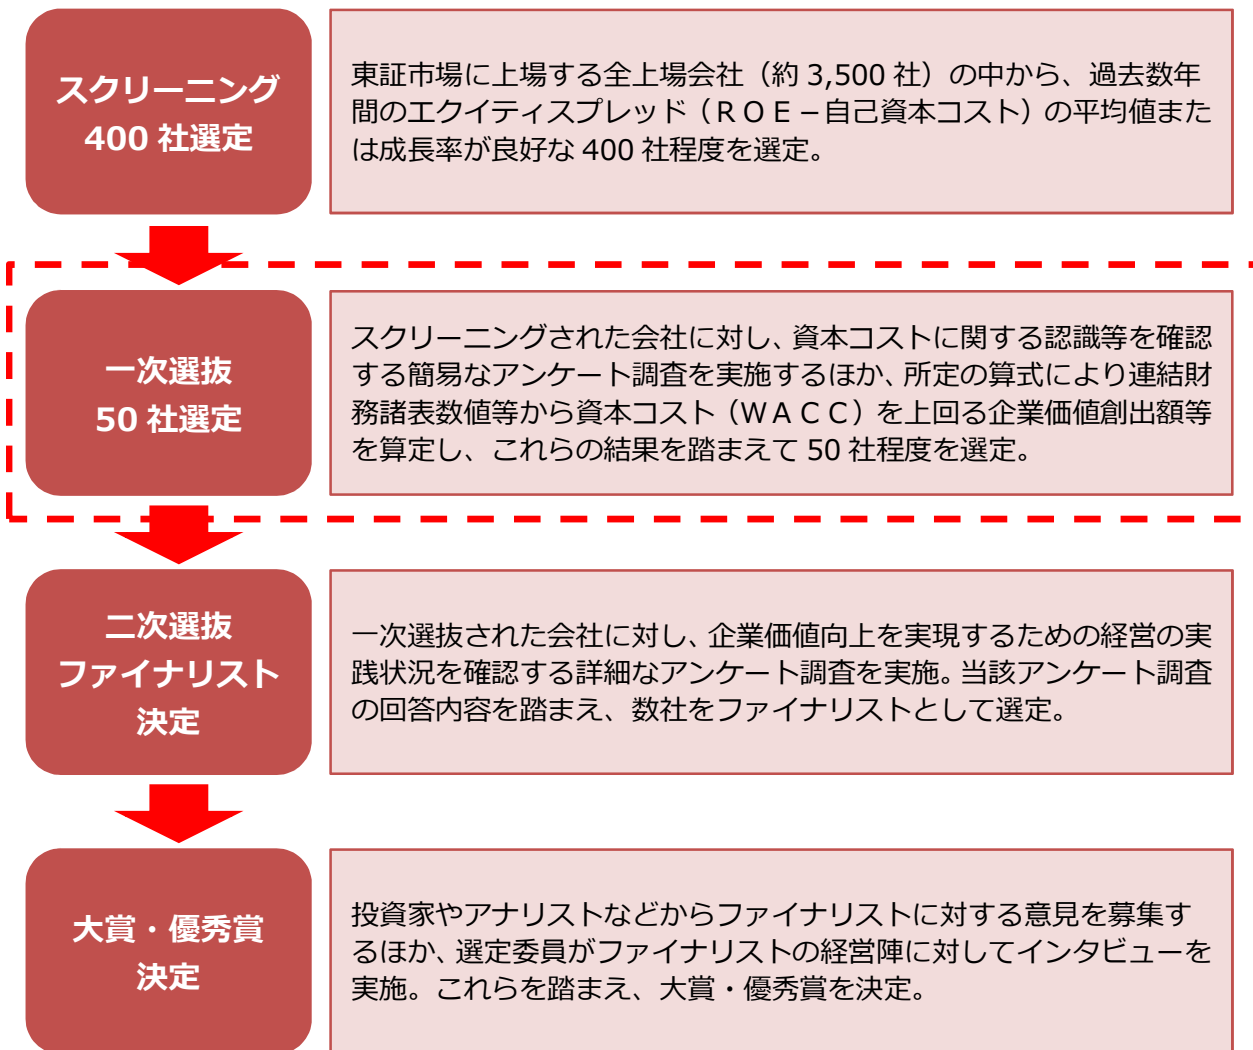 スクリーニング
400 社選定
東証市場に上場する全上場会社（約 3,500 社）の中から、過去数年
間のエクイティスプレッド（ＲＯＥ－自己資本コスト）の平均値また
は成長率が良好な 400 社程度を選定。
一次選抜
50 社選定
スクリーニングされた会社に対し、資本コストに関する認識等を確認
する簡易なアンケート調査を実施するほか、所定の算式により連結財
務諸表数値等から資本コスト（ＷＡＣＣ）を上回る企業価値創出額等
を算定し、これらの結果を踏まえて 50 社程度を選定。
二次選抜
ファイナリスト
決定
一次選抜された会社に対し、企業価値向上を実現するための経営の実
践状況を確認する詳細なアンケート調査を実施。当該アンケート調査
の回答内容を踏まえ、数社をファイナリストとして選定。
大賞・優秀賞
決定
投資家やアナリストなどからファイナリストに対する意見を募集す
るほか、選定委員がファイナリストの経営陣に対してインタビューを
実施。これらを踏まえ、大賞・優秀賞を決定。